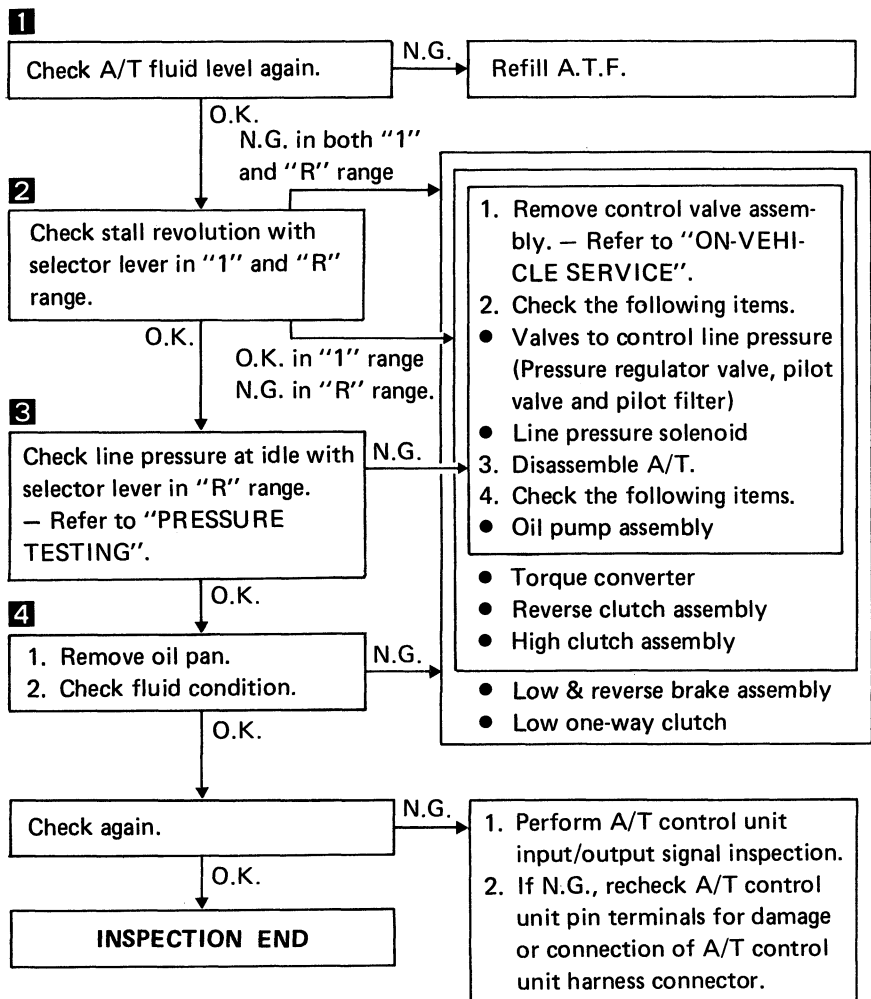 1
Check A/T fluid level again.
N.G.
Refill A.T.F.
O.K.
N.G. in both "1"
and "R" range
2
Check stall revolution with
selector lever in "1" and "R"
range.
O.K.
O.K. in "1" range
N.G. in "R" range.
3
Check line pressure at idle with
selector lever in "R" range.
— Refer to "PRESSURE
TESTING".
N.G.
O.K.
4
1. Remove oil pan.
2. Check fluid condition.
N.G.
O.K.
1. Remove control valve assem-
bly. — Refer to "ON-VEHI-
CLE SERVICE".
2. Check the following items.
● Valves to control line pressure
(Pressure regulator valve, pilot
valve and pilot filter)
● Line pressure solenoid
3. Disassemble A/T.
4. Check the following items.
● Oil pump assembly
● Torque converter
● Reverse clutch assembly
● High clutch assembly
● Low & reverse brake assembly
● Low one-way clutch
Check again.
N.G.
O.K.
INSPECTION END
1. Perform A/T control unit
input/output signal inspection.
2. If N.G., recheck A/T control
unit pin terminals for damage
or connection of A/T control
unit harness connector.